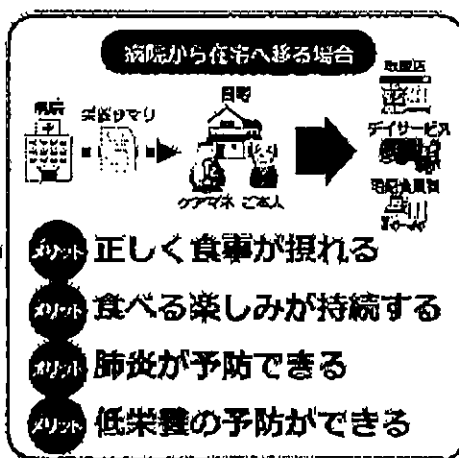 病院から在宅へ移る場合
病院
栄養サマリ
自宅
ケアマネ ご本人
デイサービス
メリット 正しく食事が摂れる
メリット 食べる楽しみが持続する
メリット 肺炎が予防できる
メリット 低栄養の予防ができる